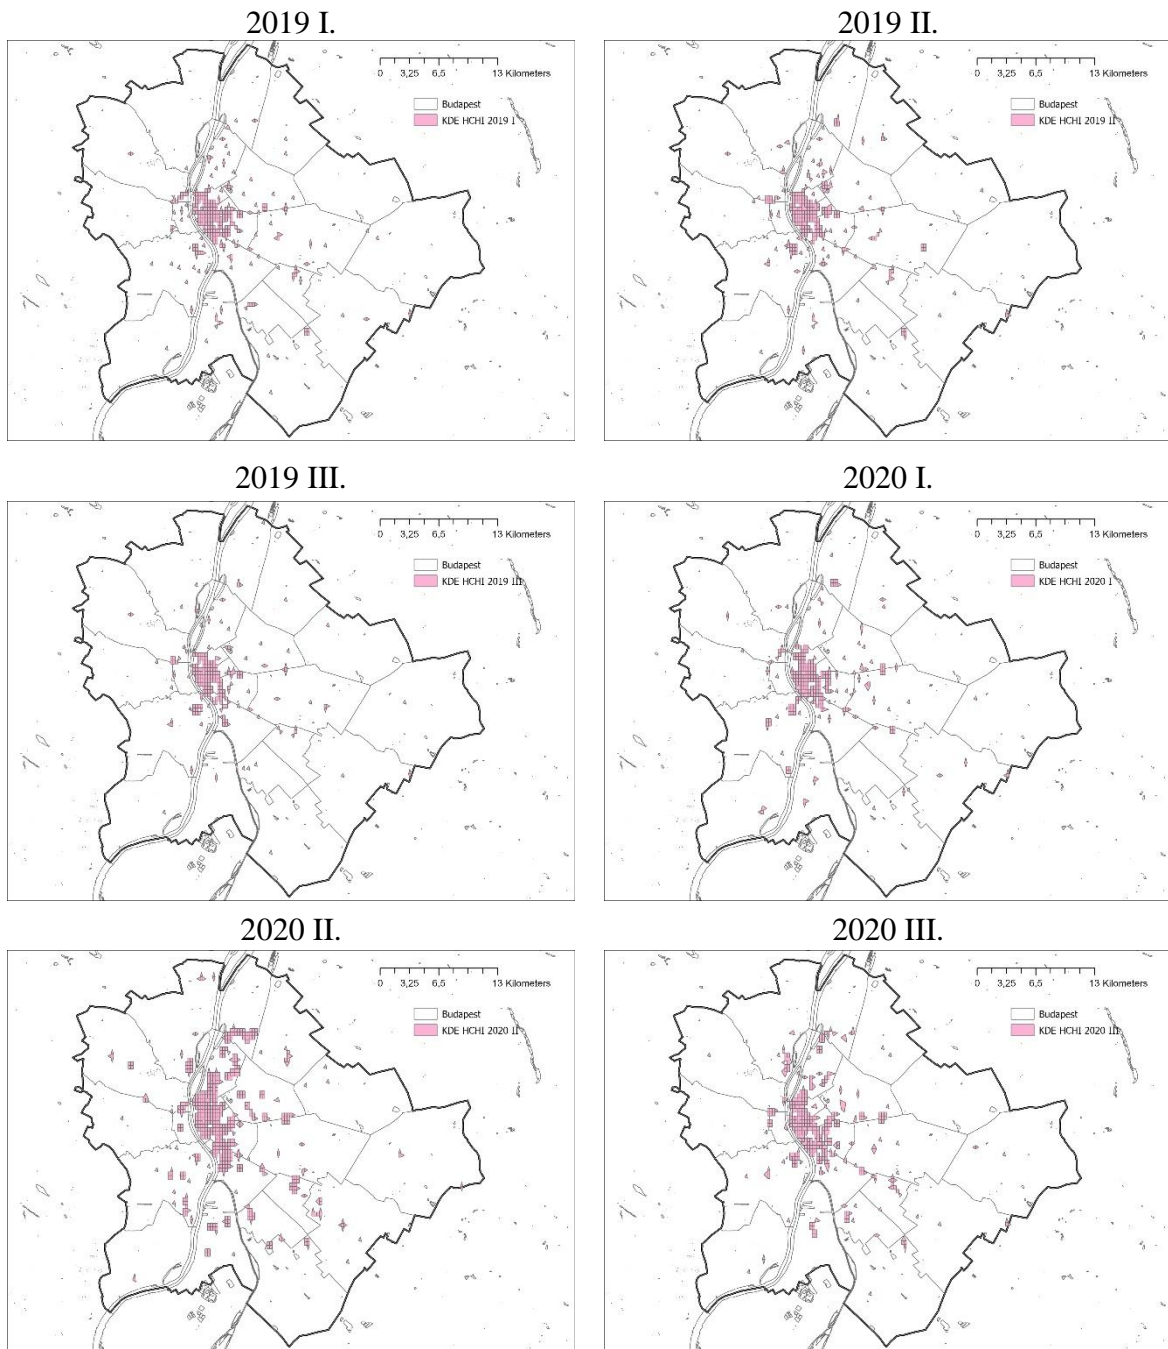 2019 I.
0 3,25 6,5 13 Kilometers
Budapest
KDE HCHI 2019 I
2019 II.
0 3,25 6,5 13 Kilometers
Budapest
KDE HCHI 2019 II
2019 III.
0 3,25 6,5 13 Kilometers
Budapest
KDE HCHI 2019 III
2020 I.
0 3,25 6,5 13 Kilometers
Budapest
KDE HCHI 2020 I
2020 II.
0 3,25 6,5 13 Kilometers
Budapest
KDE HCHI 2020 II
2020 III.
0 3,25 6,5 13 Kilometers
Budapest
KDE HCHI 2020 III